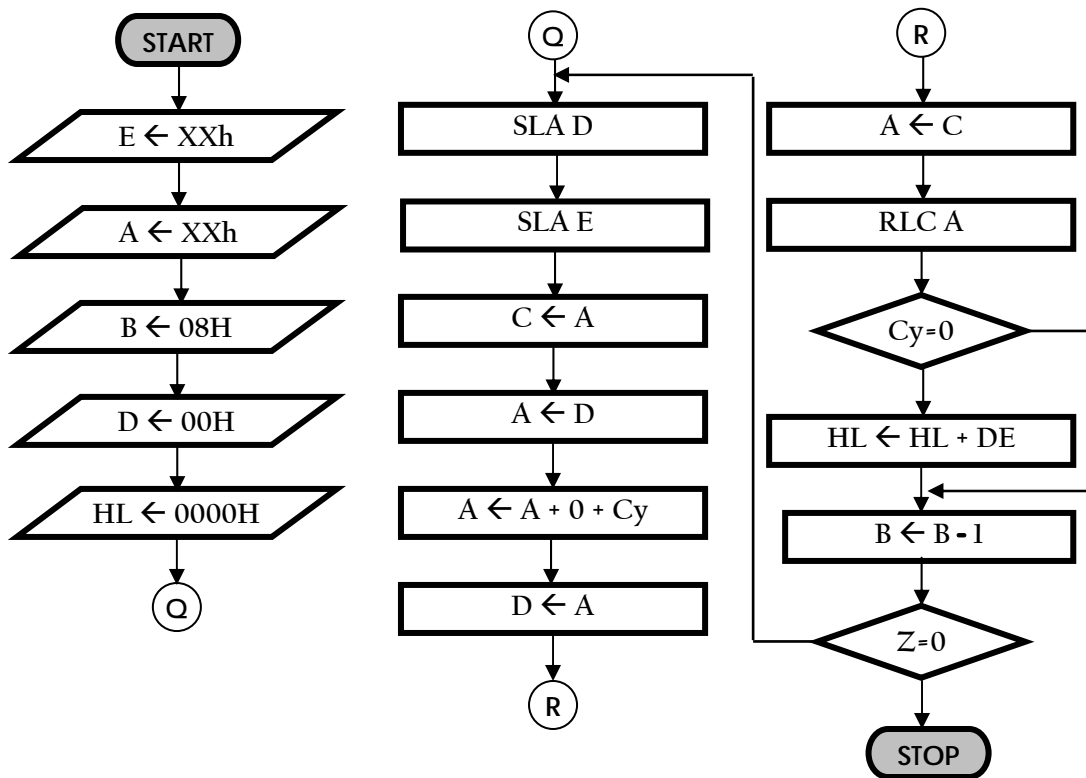 START
E ← XXh
A ← XXh
B ← 08H
D ← 00H
HL ← 0000H
Q
Q
SLA D
SLA E
C ← A
A ← D
A ← A + 0 + Cy
D ← A
R
R
A ← C
RLC A
Cy=0
HL ← HL + DE
B ← B - 1
Z=0
STOP